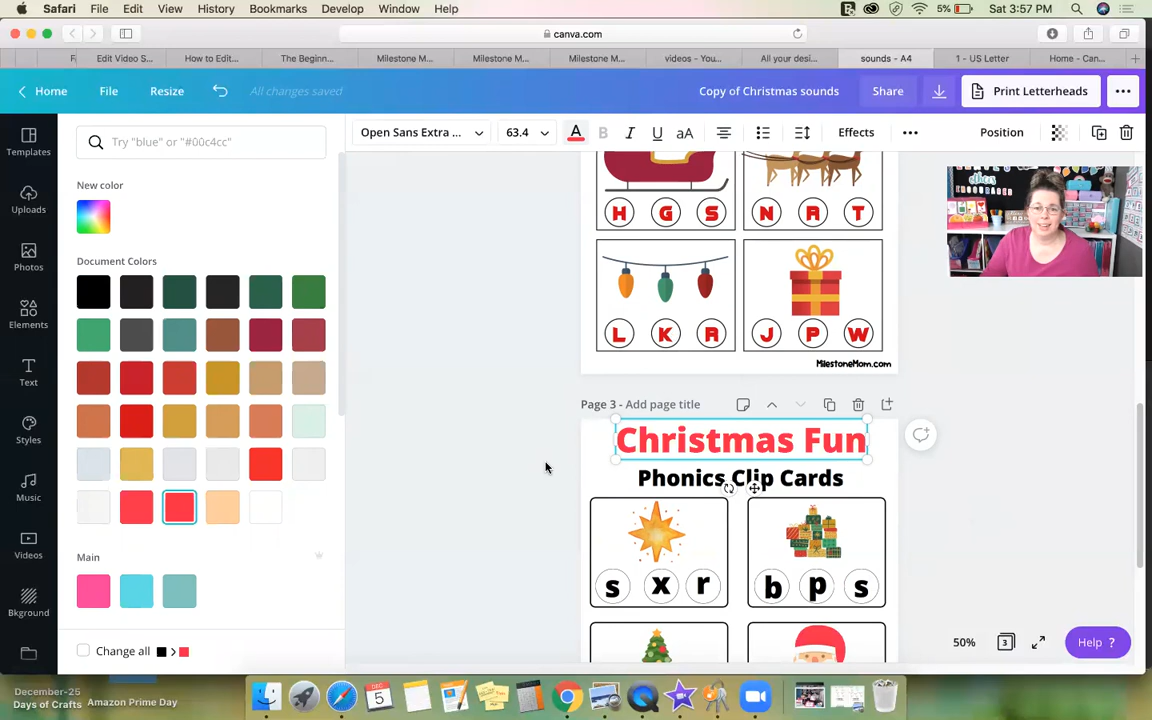 Safari File Edit View History Bookmarks Develop Window Help 5% Sat 3:57 PM
canva.com
Edit Video S... How to Edit... The Beginn... Milestone M... Milestone M... Milestone M... videos - You... All your desi... sounds - A4 1 - US Letter Home - Can...
Home File Resize All changes saved Copy of Christmas sounds Share Print Letterheads
Open Sans Extra ... 63.4 A B I U aA Effects Position
Templates
Uploads
Photos
Elements
Text
Styles
Music
Videos
Bkground
Try "blue" or "#00c4cc"
New color
Document Colors
Main
Change all
H G S N R T
L K R J P W
MilestoneMom.com
Page 3 - Add page title
Christmas Fun
Phonics Clip Cards
s x r b p s
50% 3 Help ?
December-25
Days of Crafts Amazon Prime Day
DEC
5